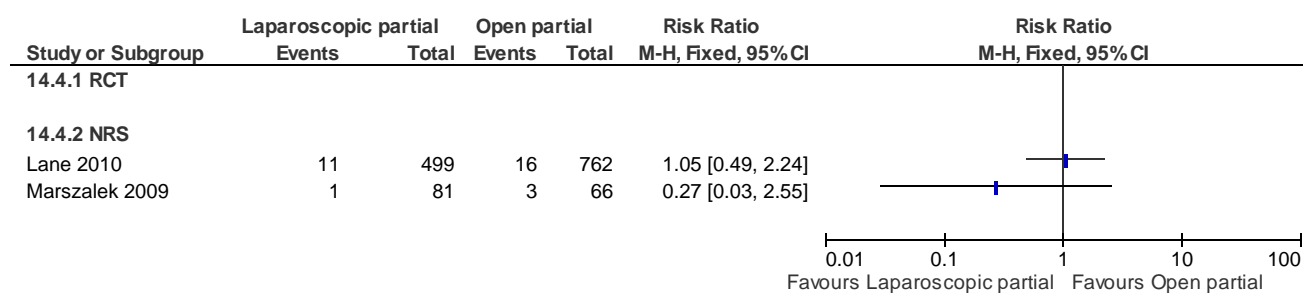 Laparoscopic partial Open partial Risk Ratio Risk Ratio
Study or Subgroup Events Total Events Total M-H, Fixed, 95% CI M-H, Fixed, 95% CI
14.4.1 RCT
14.4.2 NRS
Lane 2010 11 499 16 762 1.05 [0.49, 2.24]
Marszalek 2009 1 81 3 66 0.27 [0.03, 2.55]
0.01 0.1 1 10 100
Favours Laparoscopic partial Favours Open partial